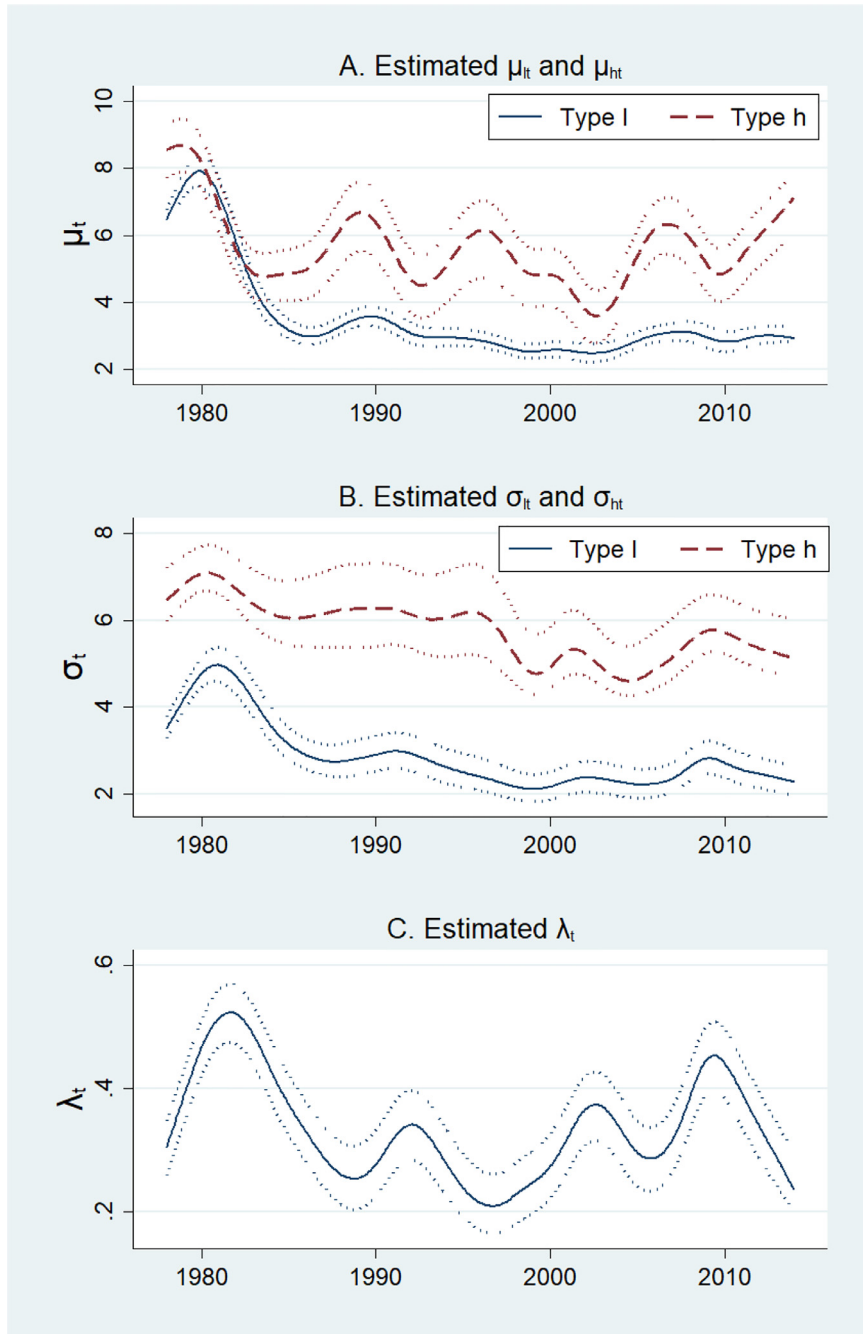 A. Estimated μlt and μht
Type l
Type h
μt
10
8
6
4
2
1980
1990
2000
2010
B. Estimated σlt and σht
Type l
Type h
σt
8
6
4
2
1980
1990
2000
2010
C. Estimated λt
λt
.6
.4
.2
1980
1990
2000
2010